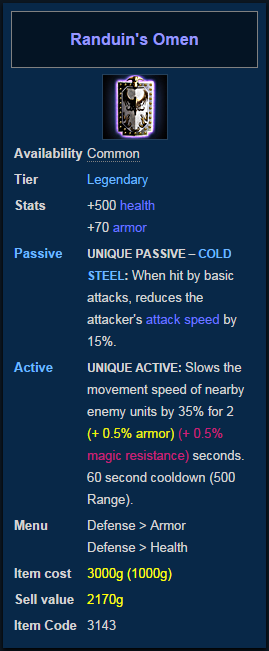 Randuin's Omen
Availability Common
Tier Legendary
Stats +500 health
+70 armor
Passive UNIQUE PASSIVE – COLD
STEEL: When hit by basic
attacks, reduces the
attacker's attack speed by
15%.
Active UNIQUE ACTIVE: Slows the
movement speed of nearby
enemy units by 35% for 2
(+ 0.5% armor) (+ 0.5%
magic resistance) seconds.
60 second cooldown (500
Range).
Menu Defense > Armor
Defense > Health
Item cost 3000g (1000g)
Sell value 2170g
Item Code 3143